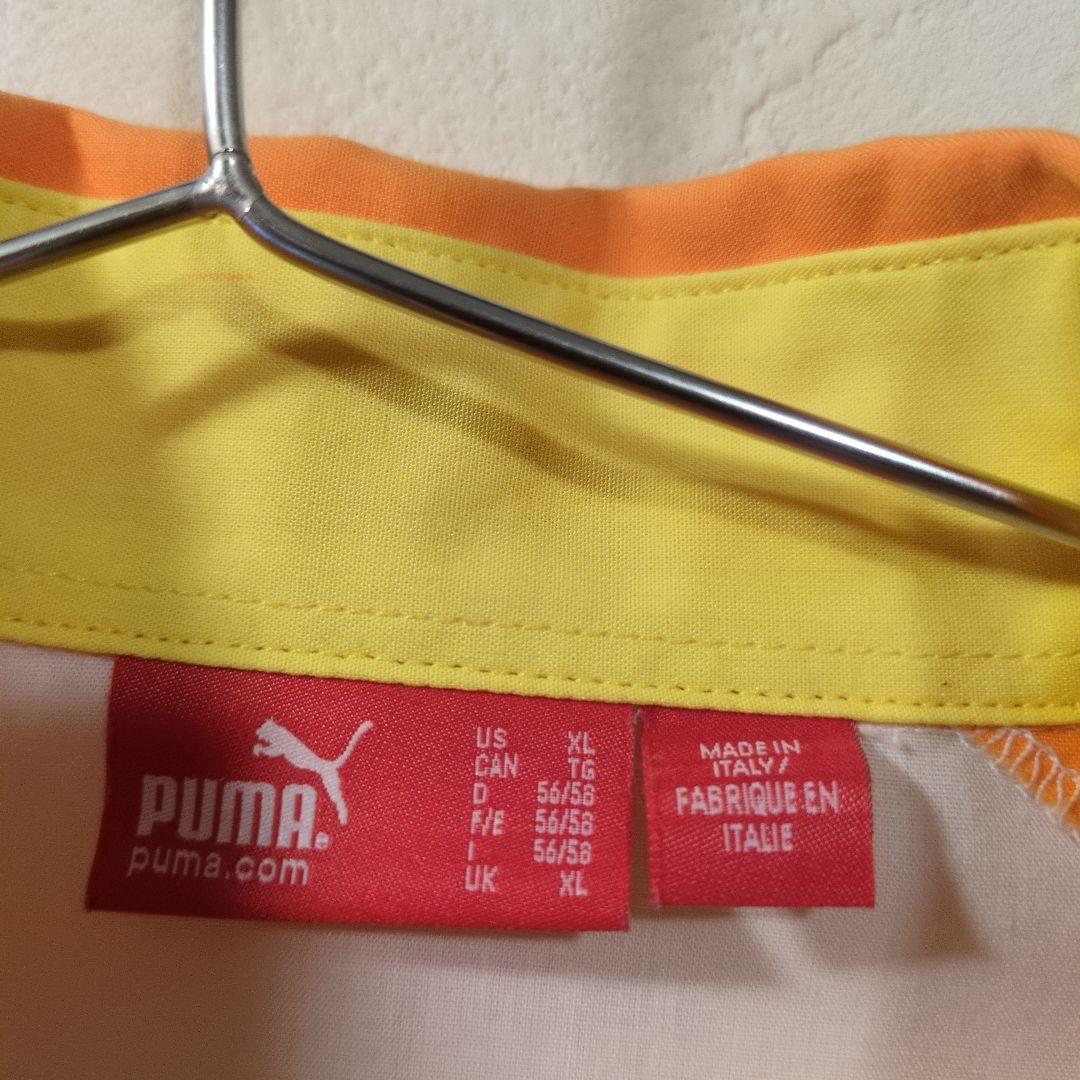 PUMA®
puma.com
US XL
CAN TG
D 56/58
F/E 56/58
I 56/58
UK XL
MADE IN
ITALY/
FABRIQUE EN
ITALIE